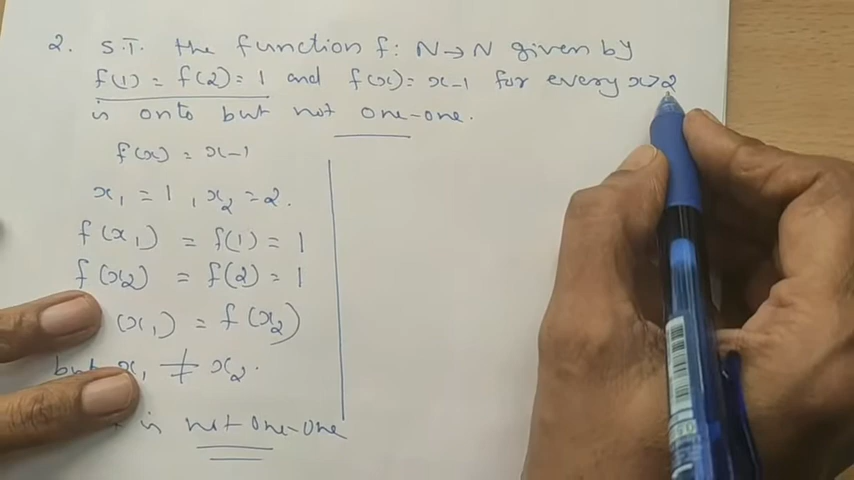 2. S.T. the function f: N→N given by
f(1) = f(2) = 1 and f(x) = x-1 for every x>2
is onto but not one-one.
f(x) = x-1
x₁ = 1, x₂ = 2.
f(x₁) = f(1) = 1
f(x₂) = f(2) = 1
(x₁) = f(x₂)
but x₁ ≠ x₂.
is not one-one